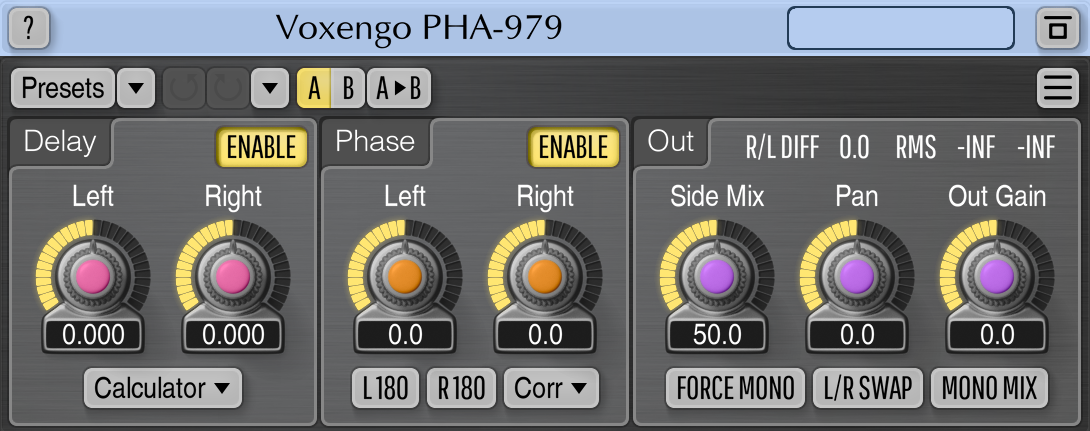 ? Voxengo PHA-979
Presets A B A▶B
Delay ENABLE
Left Right
0.000 0.000
Calculator
Phase ENABLE
Left Right
0.0 0.0
L180 R180 Corr
Out R/L DIFF 0.0 RMS -INF -INF
Side Mix Pan Out Gain
50.0 0.0 0.0
FORCE MONO L/R SWAP MONO MIX